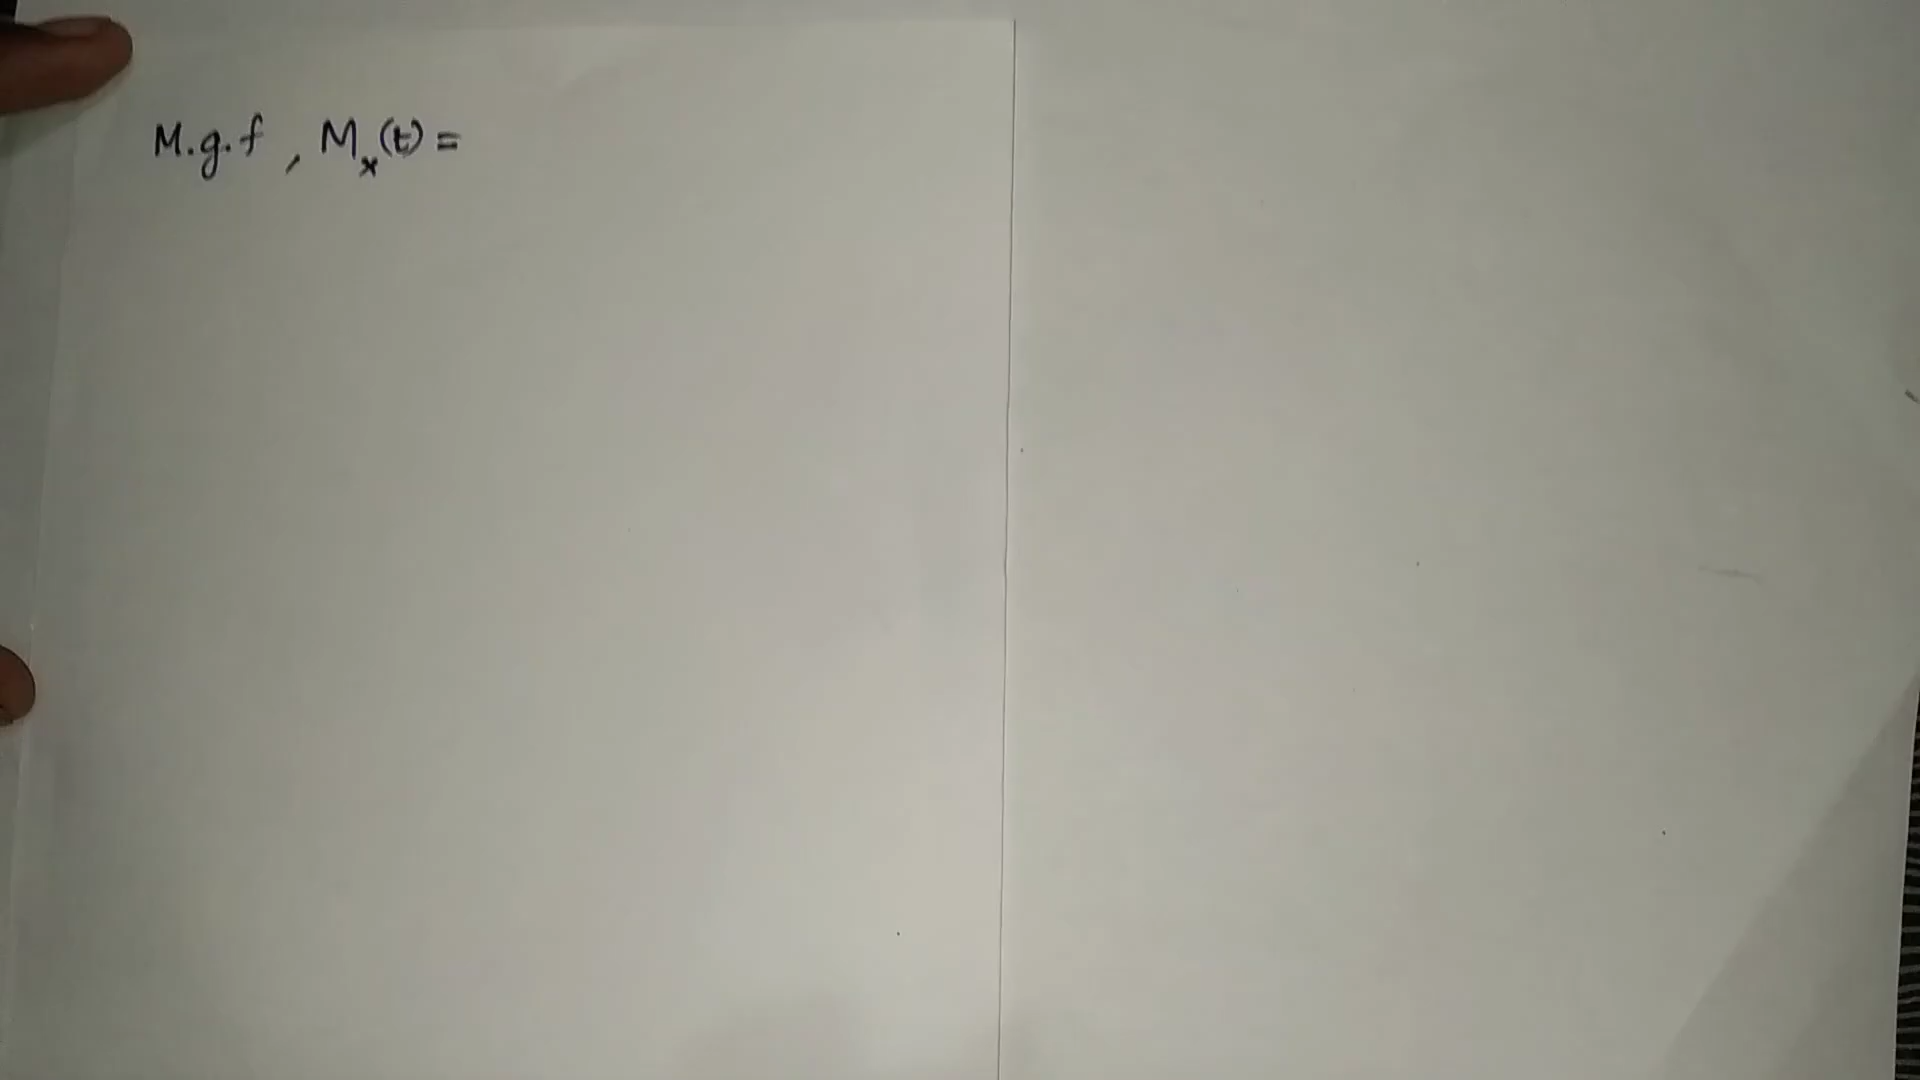 M.g.f , Mₓ(t) =